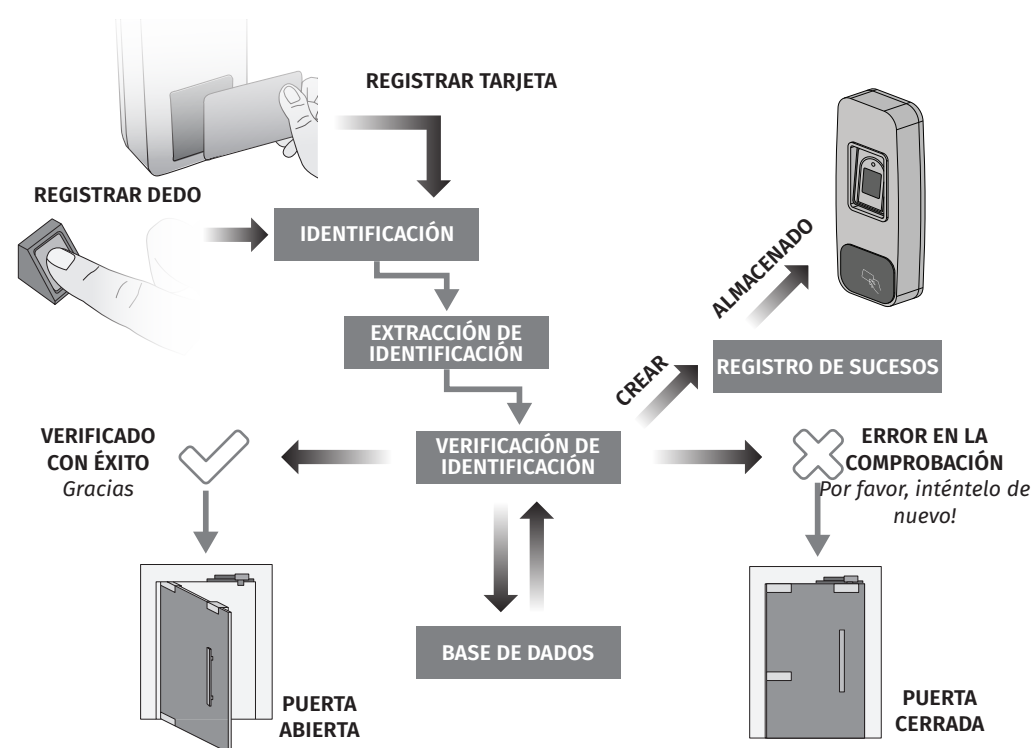 REGISTRAR TARJETA
REGISTRAR DEDO
IDENTIFICACIÓN
ALMACENADO
EXTRACCIÓN DE
IDENTIFICACIÓN
CREAR
REGISTRO DE SUCESOS
VERIFICADO
CON ÉXITO
Gracias
VERIFICACIÓN DE
IDENTIFICACIÓN
ERROR EN LA
COMPROBACIÓN
Por favor, inténtelo de
nuevo!
BASE DE DADOS
PUERTA
ABIERTA
PUERTA
CERRADA